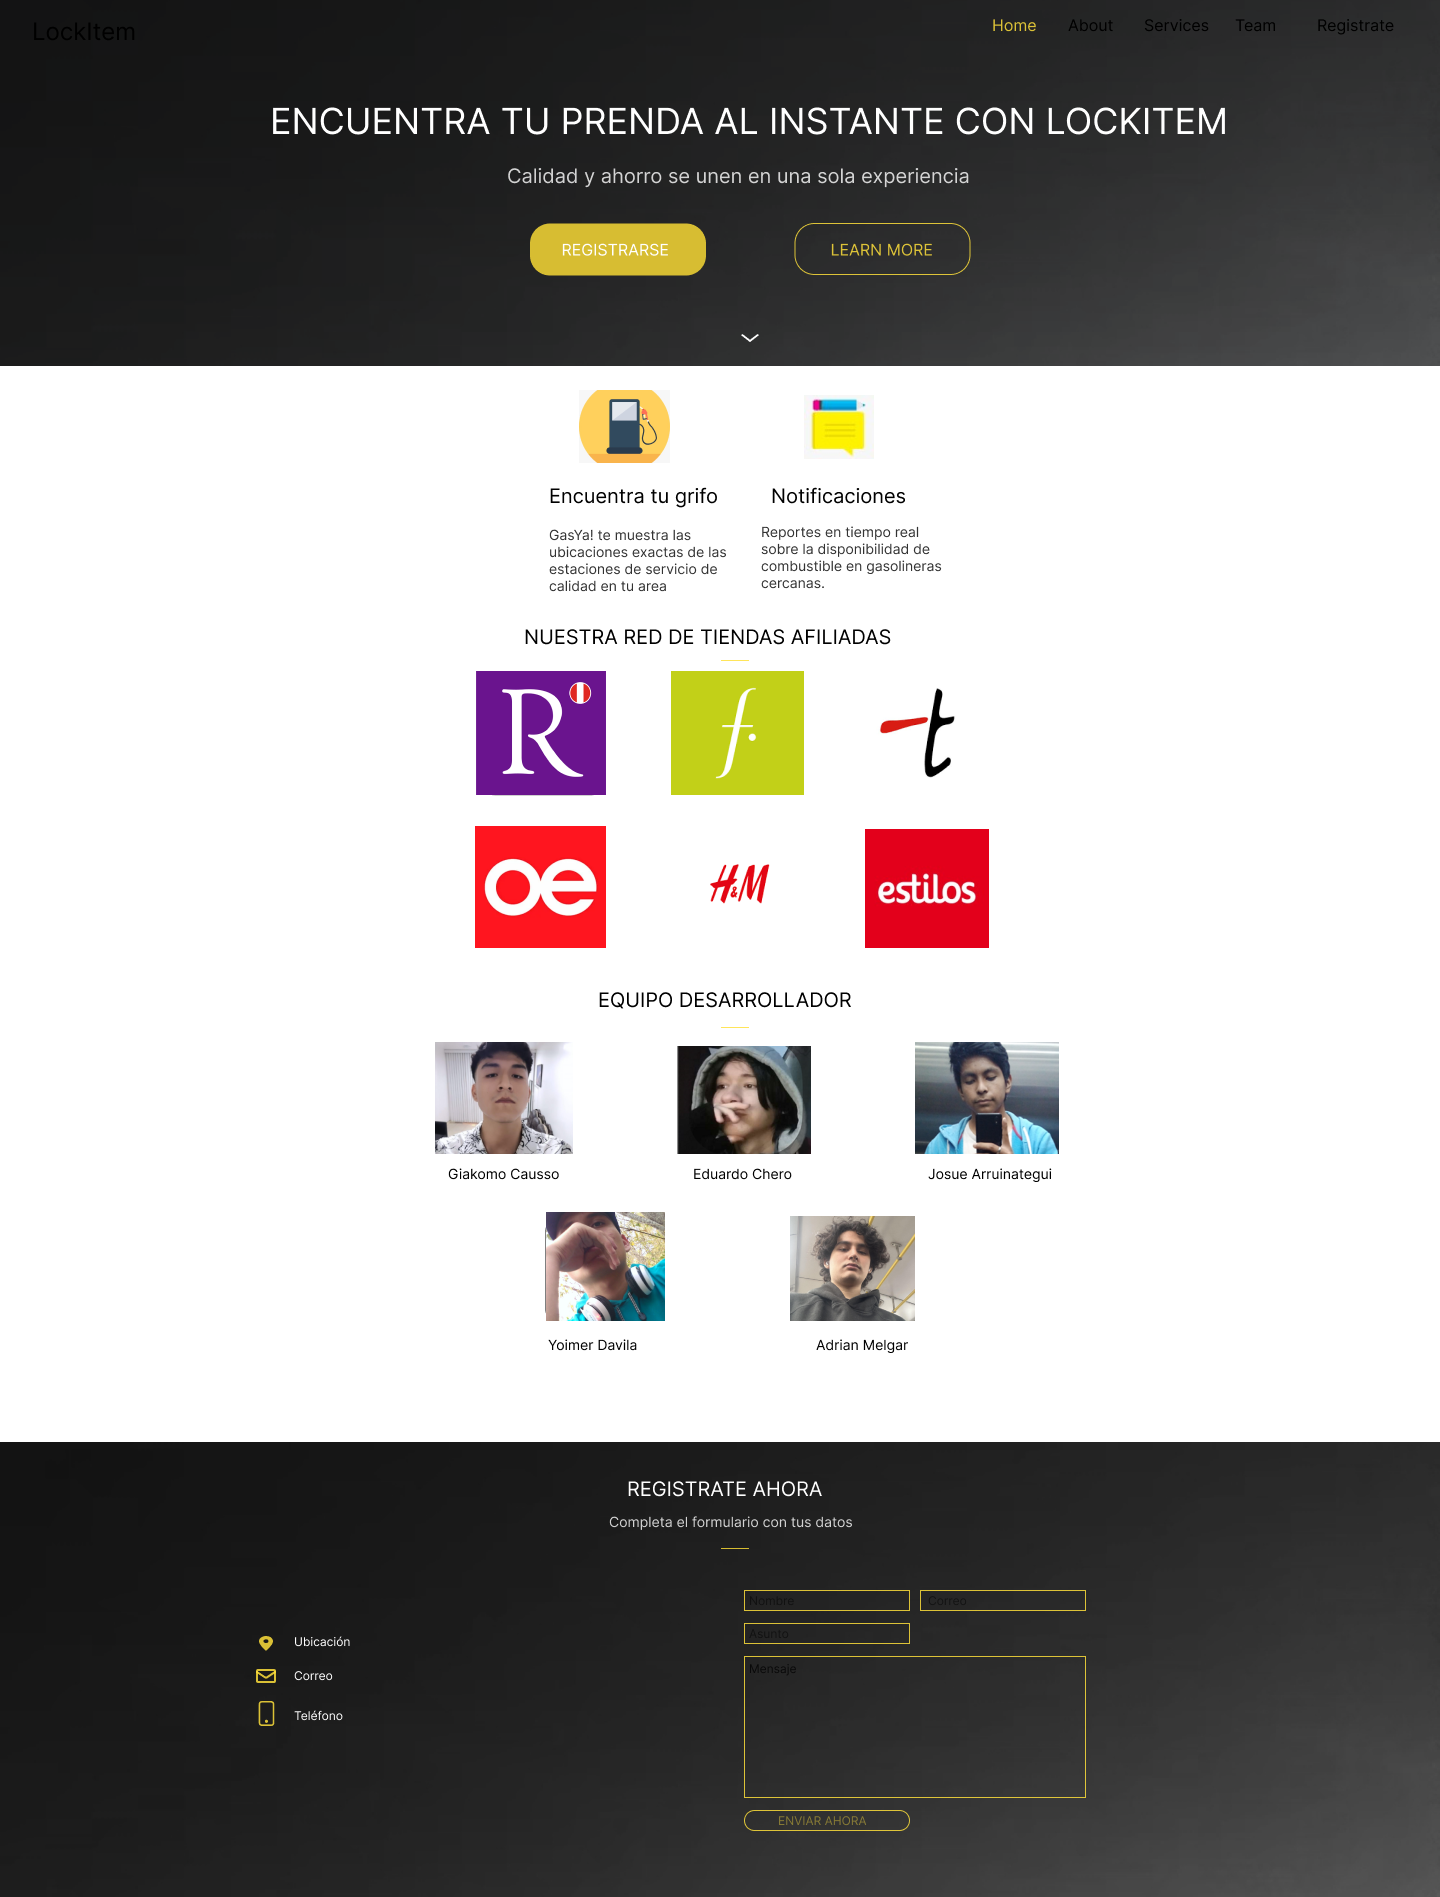 LockItem
Home About Services Team Registrate
ENCUENTRA TU PRENDA AL INSTANTE CON LOCKITEM
Calidad y ahorro se unen en una sola experiencia
REGISTRARSE
LEARN MORE
Encuentra tu grifo
GasYa! te muestra las
ubicaciones exactas de las
estaciones de servicio de
calidad en tu area
Notificaciones
Reportes en tiempo real
sobre la disponibilidad de
combustible en gasolineras
cercanas.
NUESTRA RED DE TIENDAS AFILIADAS
R
f.
t
oe
H&M
estilos
EQUIPO DESARROLLADOR
Giakomo Causso
Eduardo Chero
Josue Arruinategui
Yoimer Davila
Adrian Melgar
REGISTRATE AHORA
Completa el formulario con tus datos
Ubicación
Correo
Teléfono
Nombre
Correo
Asunto
Mensaje
ENVIAR AHORA